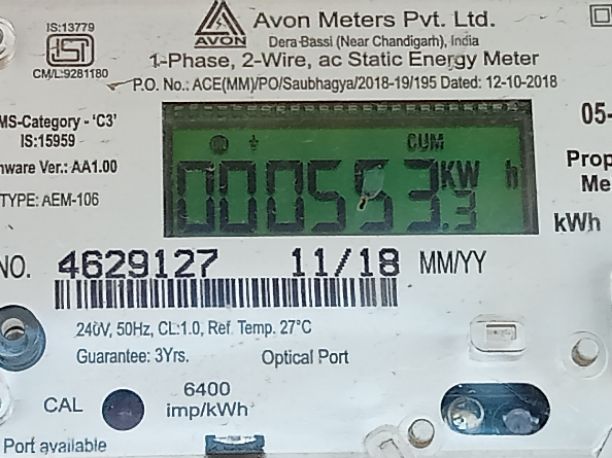 IS:13779
ISI
CM/L:9281180
AVON
Avon Meters Pvt. Ltd.
Dera-Bassi (Near Chandigarh), India
1-Phase, 2-Wire, ac Static Energy Meter
P.O. No.: ACE(MM)/PO/Saubhagya/2018-19/195 Dated: 12-10-2018
MS-Category - 'C3'
IS:15959
ware Ver.: AA1.00
TYPE: AEM-106
CUM
000553.3 KW h
05-
Prop
Me
kWh
NO. 4629127 11/18 MM/YY
240V, 50Hz, CL:1.0, Ref. Temp. 27°C
Guarantee: 3Yrs. Optical Port
CAL
6400
imp/kWh
Port available